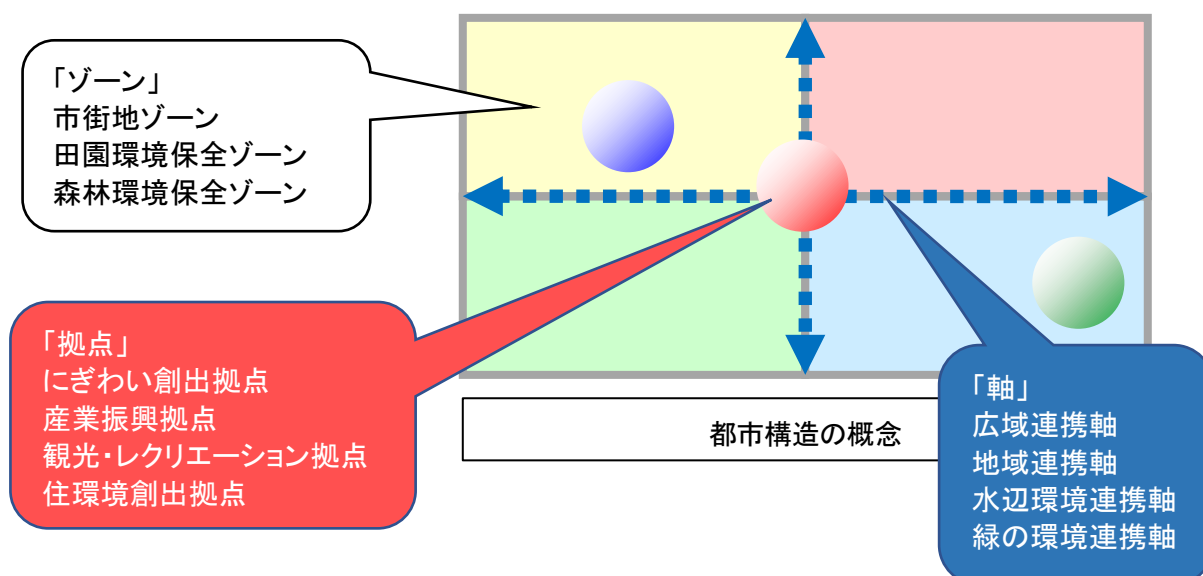 「ゾーン」
市街地ゾーン
田園環境保全ゾーン
森林環境保全ゾーン
「拠点」
にぎわい創出拠点
産業振興拠点
観光・レクリエーション拠点
住環境創出拠点
都市構造の概念
「軸」
広域連携軸
地域連携軸
水辺環境連携軸
緑の環境連携軸